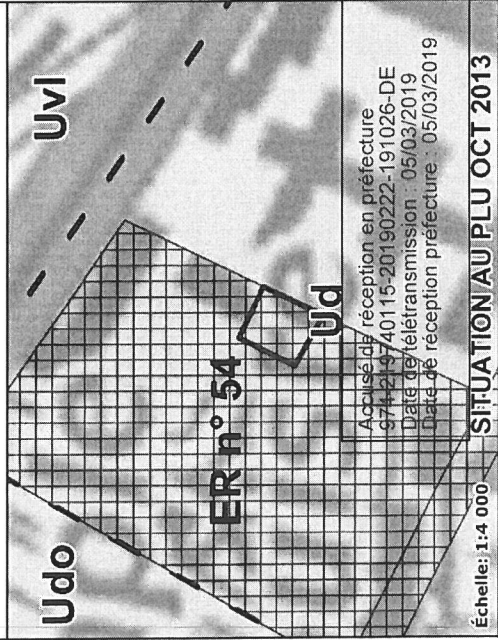 Uvl
Udo
ER n° 54
Ud
Accusé de réception en préfecture
974-219740115-20190222-191026-DE
Date de télétransmission : 05/03/2019
Date de réception préfecture : 05/03/2019
Échelle: 1:4 000
SITUATION AU PLU OCT 2013